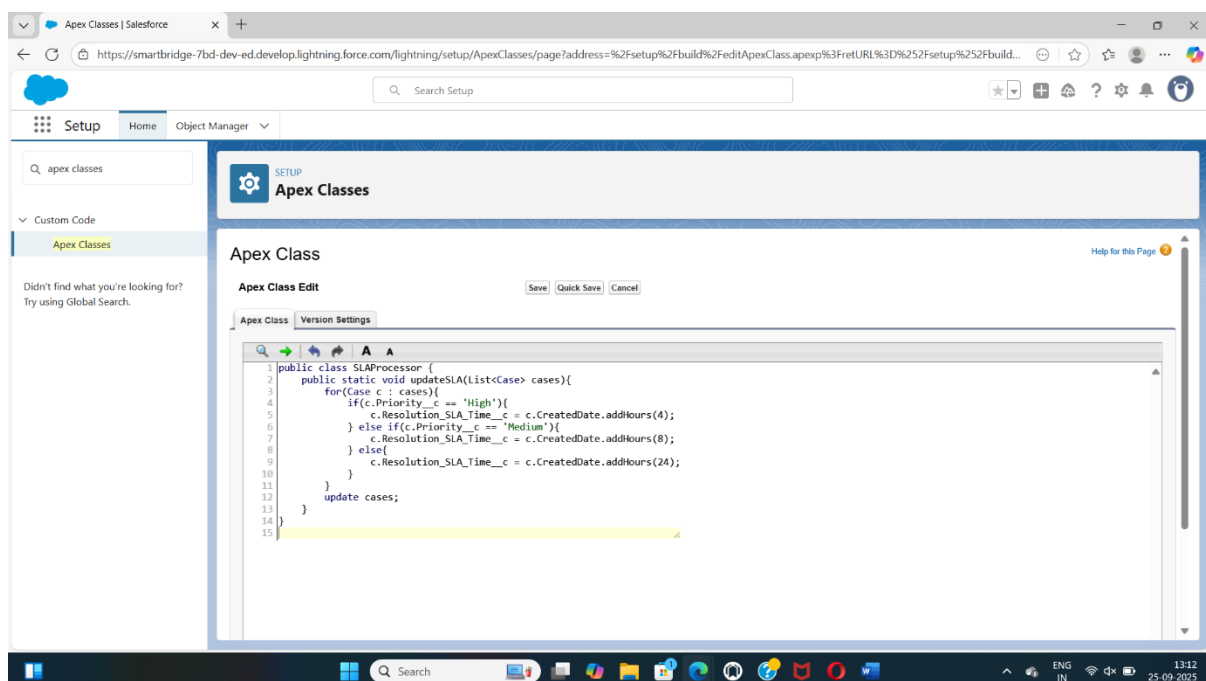 Apex Classes | Salesforce
https://smartbridge-7bd-dev-ed.develop.lightning.force.com/lightning/setup/ApexClasses/page?address=%2Fsetup%2Fbuild%2FeditApexClass.apexp%3FretURL%3D%252Fsetup%252Fbuild...
Search Setup
Setup
Home
Object Manager
apex classes
Custom Code
Apex Classes
Didn't find what you're looking for?
Try using Global Search.
SETUP
Apex Classes
Apex Class
Help for this Page
Apex Class Edit
Save Quick Save Cancel
Apex Class Version Settings
A A
1 public class SLAProcessor {
2 public static void updateSLA(List<Case> cases){
3 for(Case c : cases){
4 if(c.Priority__c == 'High'){
5 c.Resolution_SLA_Time__c = c.CreatedDate.addHours(4);
6 } else if(c.Priority__c == 'Medium'){
7 c.Resolution_SLA_Time__c = c.CreatedDate.addHours(8);
8 } else{
9 c.Resolution_SLA_Time__c = c.CreatedDate.addHours(24);
10 }
11 }
12 update cases;
13 }
14 }
15
Search
ENG
IN
13:12
25-09-2025